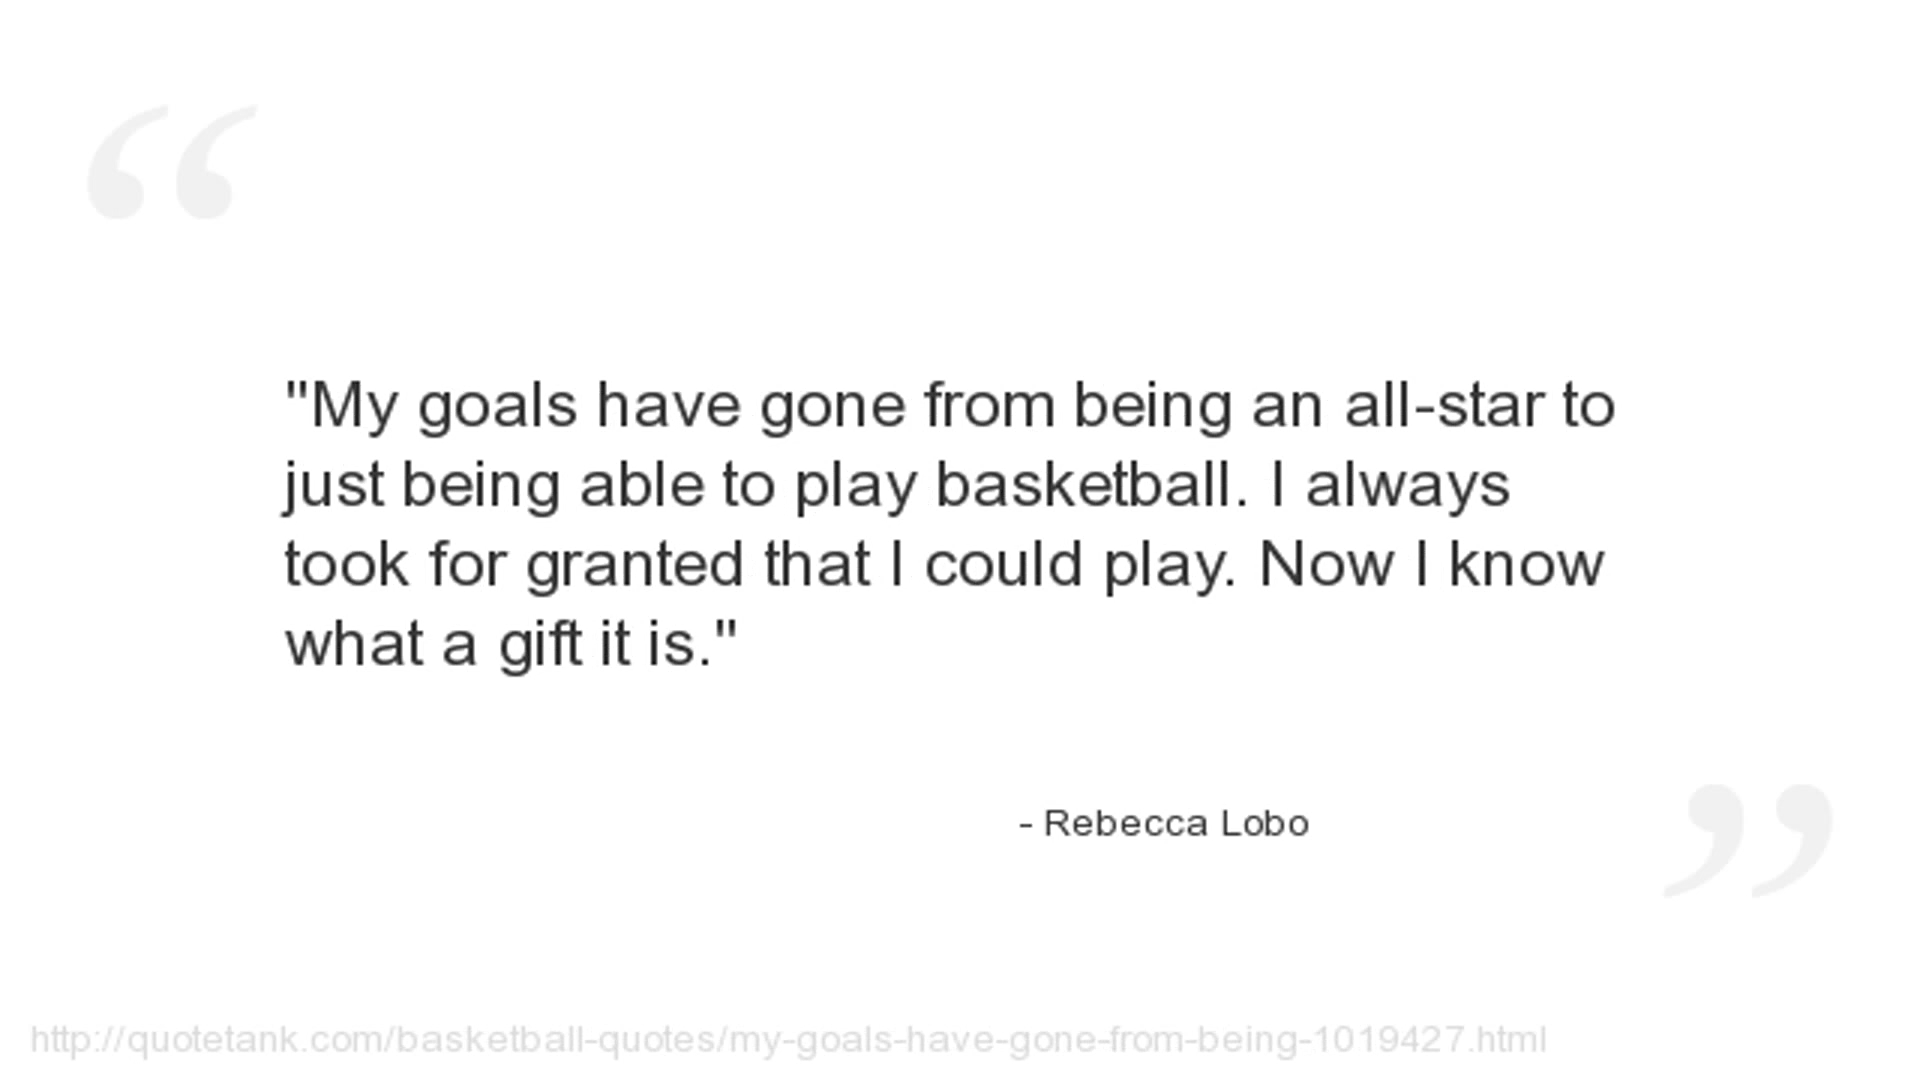 "My goals have gone from being an all-star to
just being able to play basketball. I always
took for granted that I could play. Now I know
what a gift it is."
- Rebecca Lobo
http://quotetank.com/basketball-quotes/my-goals-have-gone-from-being-1019427.html